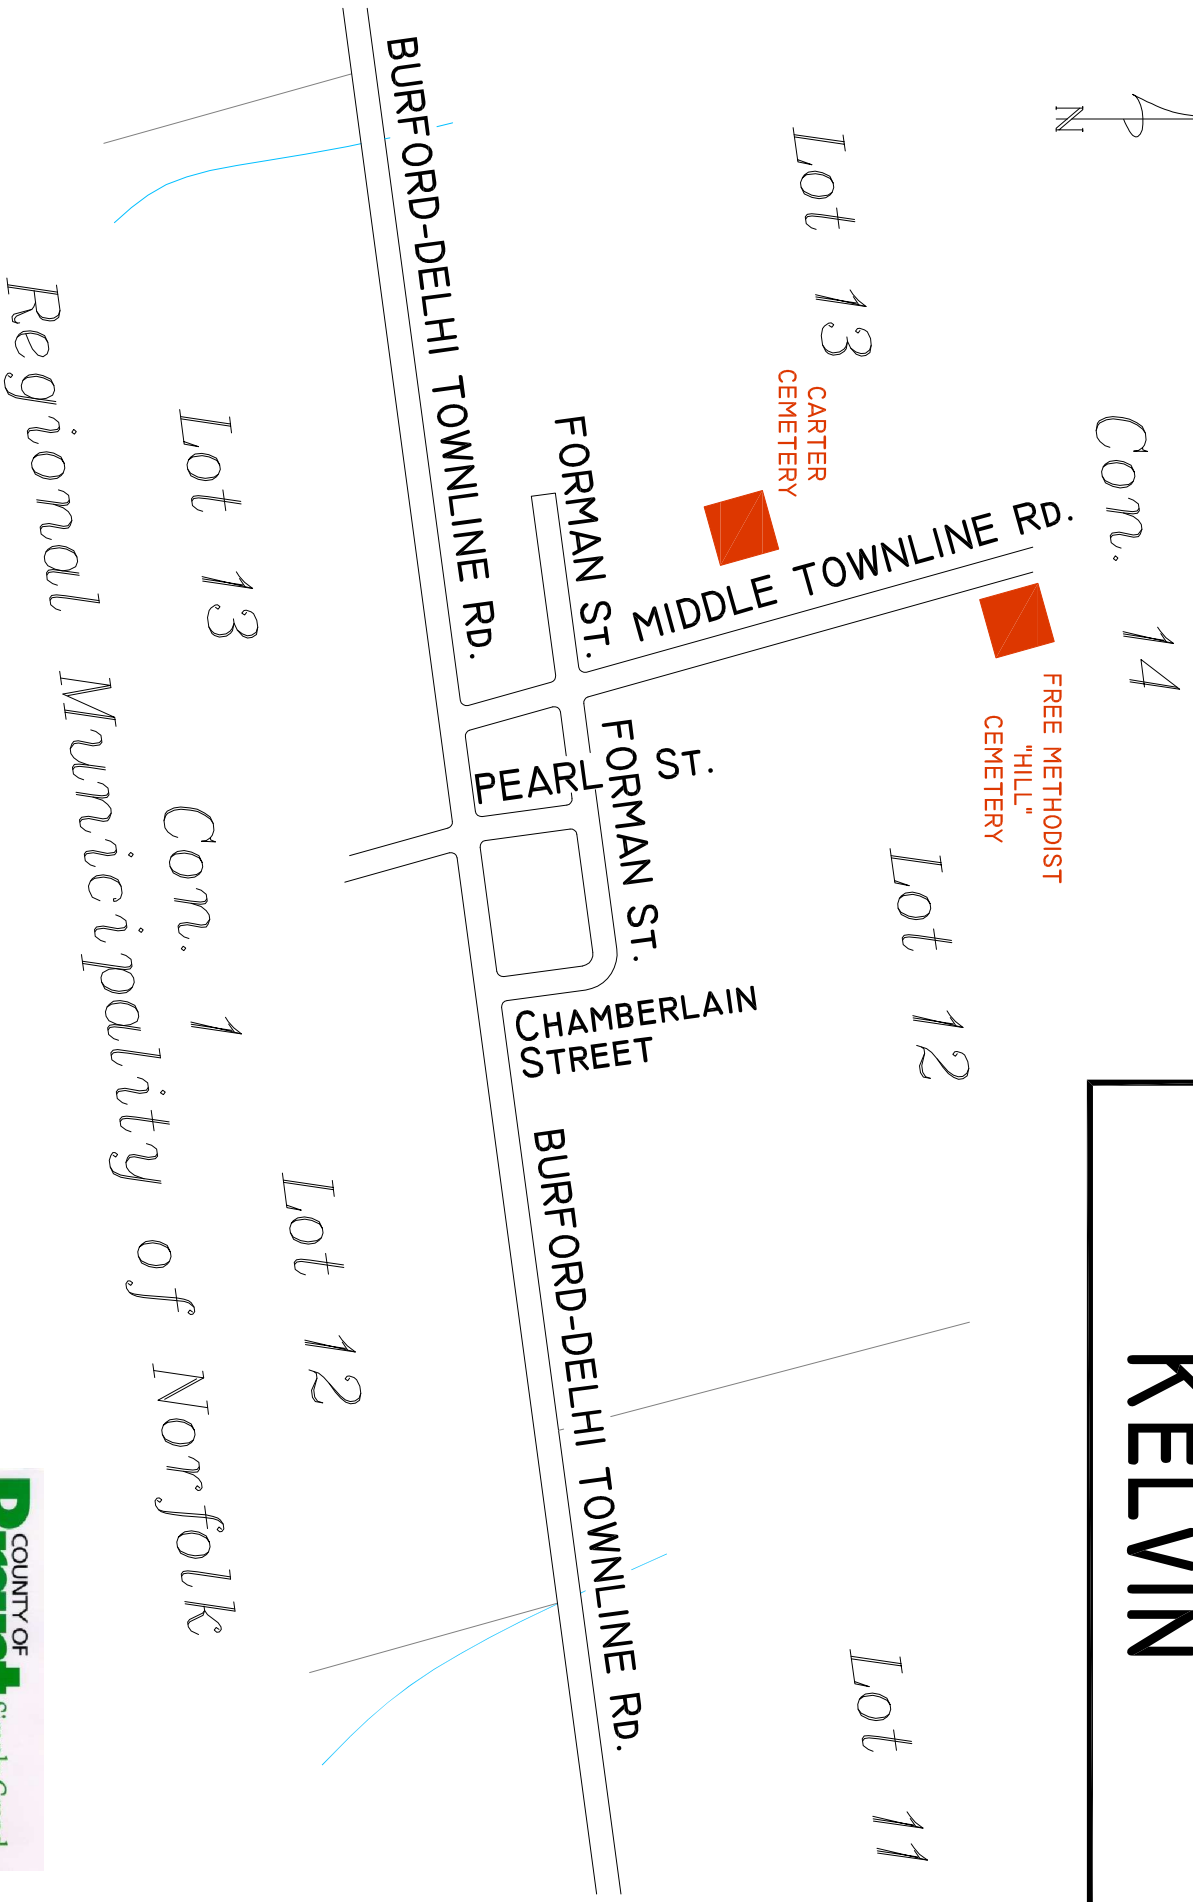 KELVIN
N
Con. 14
Lot 13
CARTER
CEMETERY
MIDDLE TOWNLINE RD.
FREE METHODIST
"HILL"
CEMETERY
Lot 12
Lot 11
FORMAN ST.
FORMAN ST.
PEARL ST.
CHAMBERLAIN
STREET
BURFORD-DELHI TOWNLINE RD.
BURFORD-DELHI TOWNLINE RD.
Lot 13
Con. 1
Lot 12
Regional Municipality of Norfolk
COUNTY OF